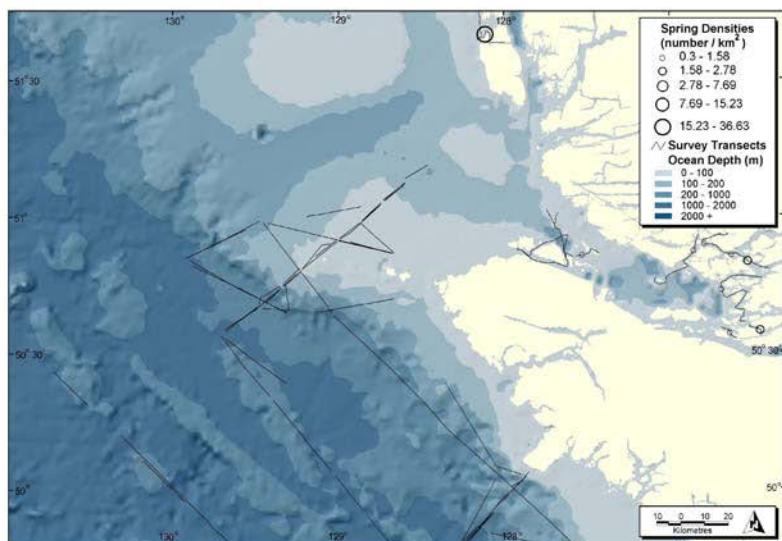 130°
129°
128°
51° 30'
Spring Densities
(number / km²)
0.3 - 1.58
1.58 - 2.78
2.78 - 7.69
7.69 - 15.23
15.23 - 36.63
Survey Transects
Ocean Depth (m)
0 - 100
100 - 200
200 - 1000
1000 - 2000
2000 +
51°
50° 30'
50° 30'
50°
50°
10 0 10 20
Kilometres
130°
129°
128°